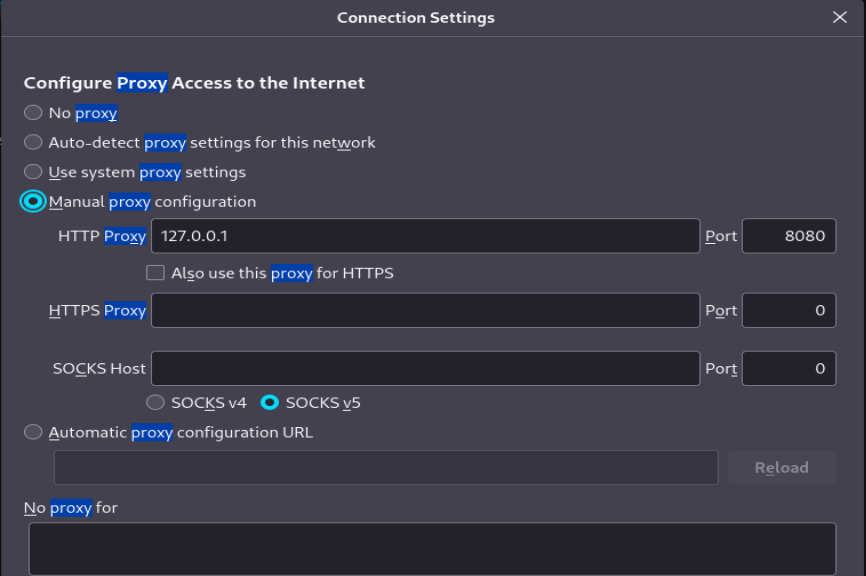 Connection Settings
Configure Proxy Access to the Internet
No proxy
Auto-detect proxy settings for this network
Use system proxy settings
Manual proxy configuration
HTTP Proxy 127.0.0.1 Port 8080
Also use this proxy for HTTPS
HTTPS Proxy Port 0
SOCKS Host Port 0
SOCKS v4 SOCKS v5
Automatic proxy configuration URL
Reload
No proxy for